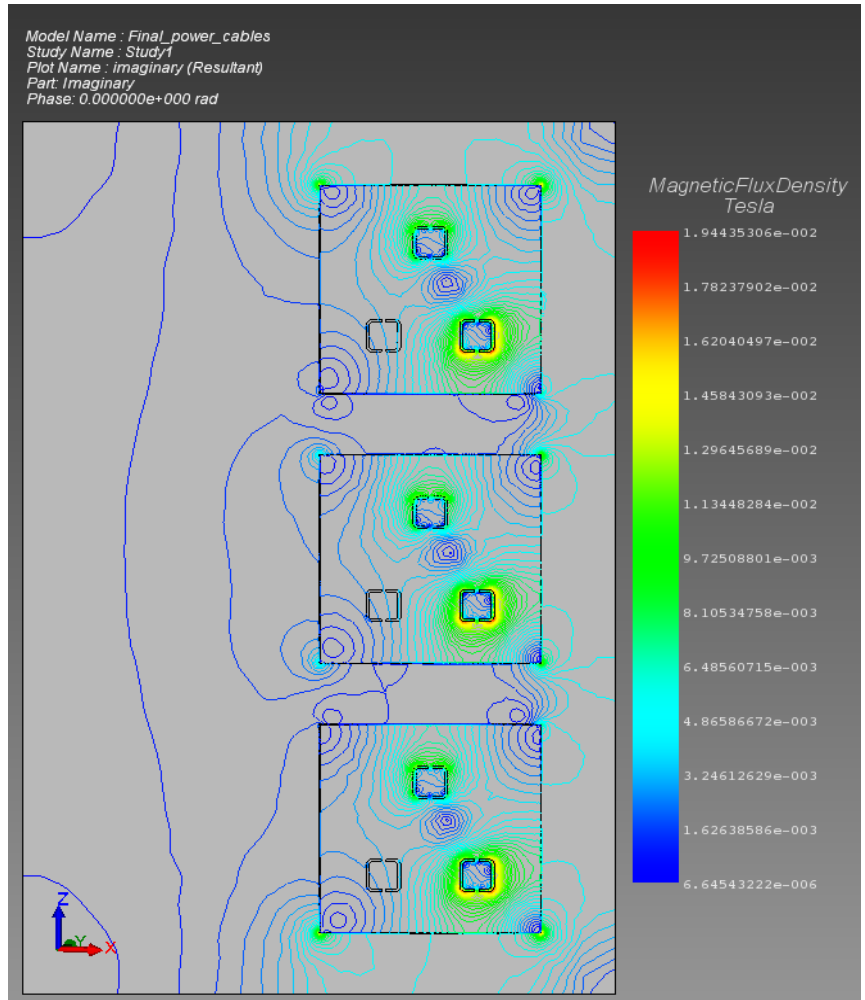 Model Name : Final_power_cables
Study Name : Study1
Plot Name : imaginary (Resultant)
Part: Imaginary
Phase: 0.000000e+000 rad
MagneticFluxDensity
Tesla
1.94435306e-002
1.78237902e-002
1.62040497e-002
1.45843093e-002
1.29645689e-002
1.13448284e-002
9.72508801e-003
8.10534758e-003
6.48560715e-003
4.86586672e-003
3.24612629e-003
1.62638586e-003
6.64543222e-006
Z
Y
X